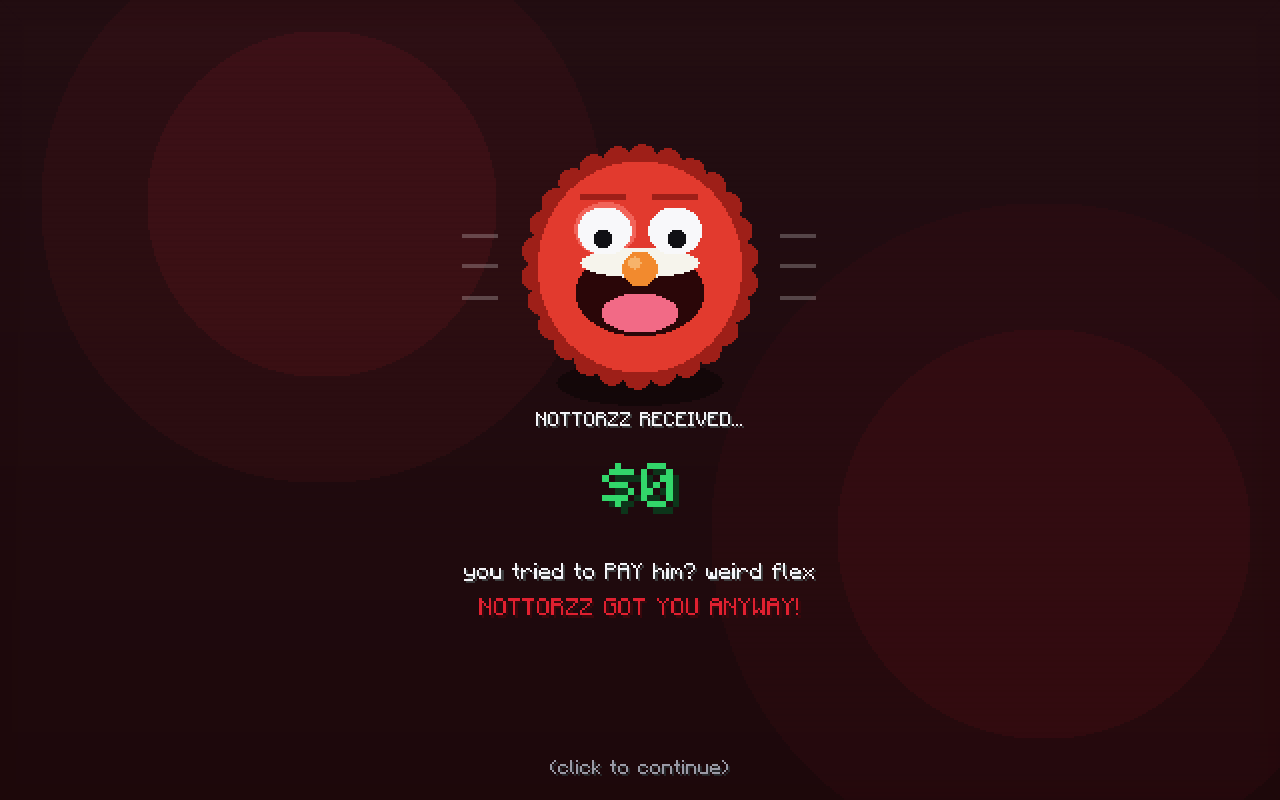 NOTTORZZ RECEIVED...
$0
you tried to PAY him? weird flex
NOTTORZZ GOT YOU ANYWAY!
(click to continue)